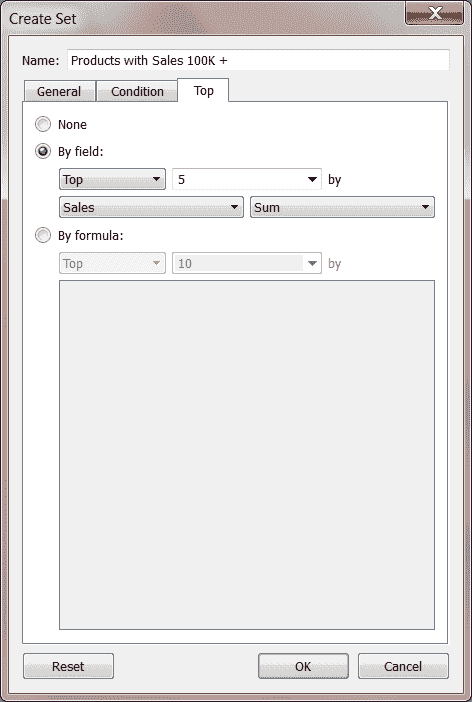 Create Set
Name: Products with Sales 100K +
General Condition Top
None
By field:
Top 5 by
Sales Sum
By formula:
Top 10 by
Reset OK Cancel